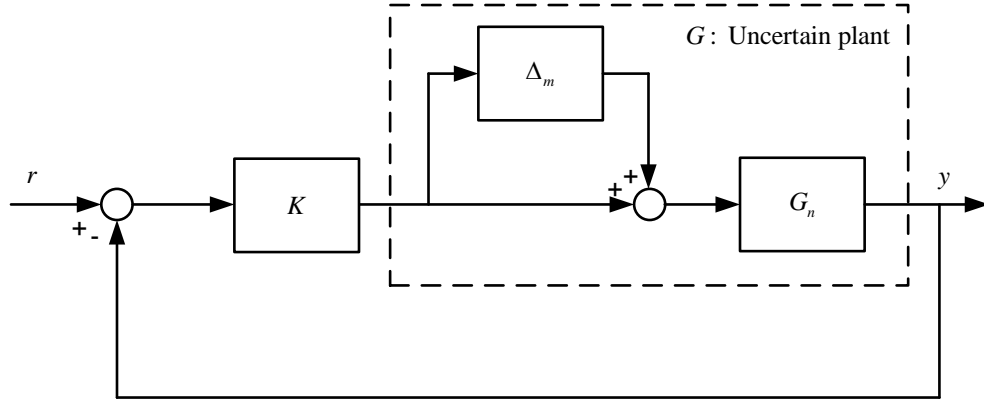 G : Uncertain plant
Δm
r
+ +
y
K
Gn
+ -